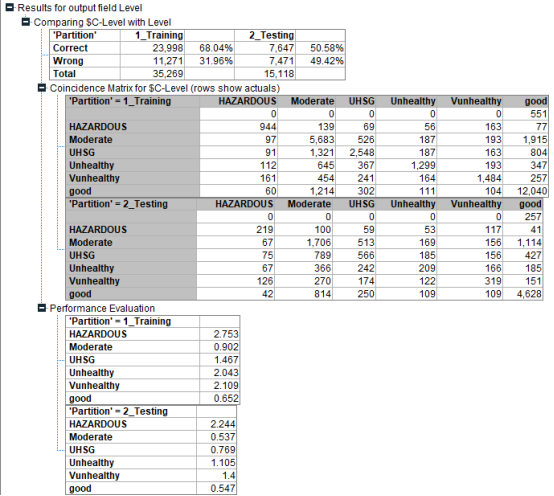 Results for output field Level
Comparing $C-Level with Level
'Partition' 1_Training 2_Testing
Correct 23,998 68.04% 7,647 50.58%
Wrong 11,271 31.96% 7,471 49.42%
Total 35,269 15,118
Coincidence Matrix for $C-Level (rows show actuals)
'Partition' = 1_Training HAZARDOUS Moderate UHSG Unhealthy Vunhealthy good
0 0 0 0 0 551
HAZARDOUS 944 139 69 56 163 77
Moderate 97 5,683 526 187 193 1,915
UHSG 91 1,321 2,548 187 163 804
Unhealthy 112 645 367 1,299 193 347
Vunhealthy 161 454 241 164 1,484 257
good 60 1,214 302 111 104 12,040
'Partition' = 2_Testing HAZARDOUS Moderate UHSG Unhealthy Vunhealthy good
0 0 0 0 0 257
HAZARDOUS 219 100 59 53 117 41
Moderate 67 1,706 513 169 156 1,114
UHSG 75 789 566 185 156 427
Unhealthy 67 366 242 209 166 185
Vunhealthy 126 270 174 122 319 151
good 42 814 250 109 109 4,628
Performance Evaluation
'Partition' = 1_Training
HAZARDOUS 2.753
Moderate 0.902
UHSG 1.467
Unhealthy 2.043
Vunhealthy 2.109
good 0.652
'Partition' = 2_Testing
HAZARDOUS 2.244
Moderate 0.537
UHSG 0.769
Unhealthy 1.105
Vunhealthy 1.4
good 0.547